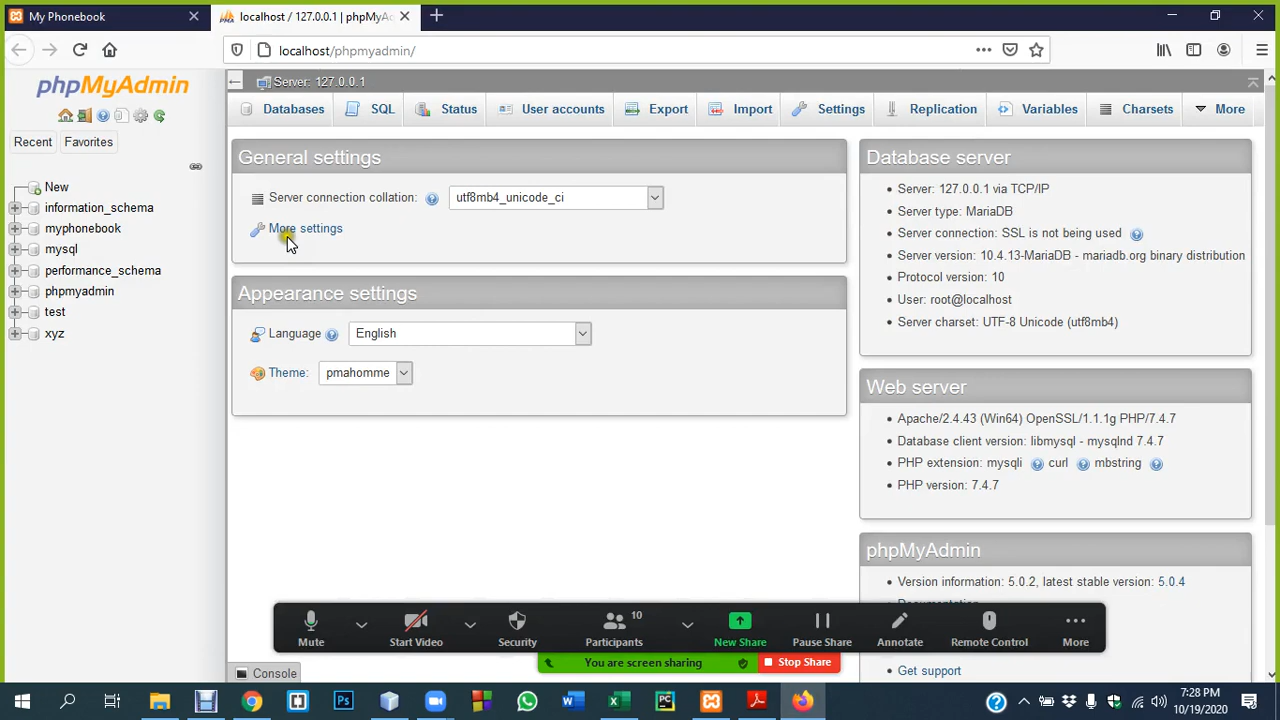 My Phonebook
localhost / 127.0.0.1 | phpMyAc
localhost/phpmyadmin/
phpMyAdmin
Recent
Favorites
New
information_schema
myphonebook
mysql
performance_schema
phpmyadmin
test
xyz
Server: 127.0.0.1
Databases
SQL
Status
User accounts
Export
Import
Settings
Replication
Variables
Charsets
More
General settings
Server connection collation:
utf8mb4_unicode_ci
More settings
Appearance settings
Language
English
Theme:
pmahomme
Database server
Server: 127.0.0.1 via TCP/IP
Server type: MariaDB
Server connection: SSL is not being used
Server version: 10.4.13-MariaDB - mariadb.org binary distribution
Protocol version: 10
User: root@localhost
Server charset: UTF-8 Unicode (utf8mb4)
Web server
Apache/2.4.43 (Win64) OpenSSL/1.1.1g PHP/7.4.7
Database client version: libmysql - mysqlnd 7.4.7
PHP extension: mysqli curl mbstring
PHP version: 7.4.7
phpMyAdmin
Version information: 5.0.2, latest stable version: 5.0.4
Get support
Mute
Start Video
Security
10
Participants
New Share
Pause Share
Annotate
Remote Control
More
You are screen sharing
Stop Share
Console
7:28 PM
10/19/2020